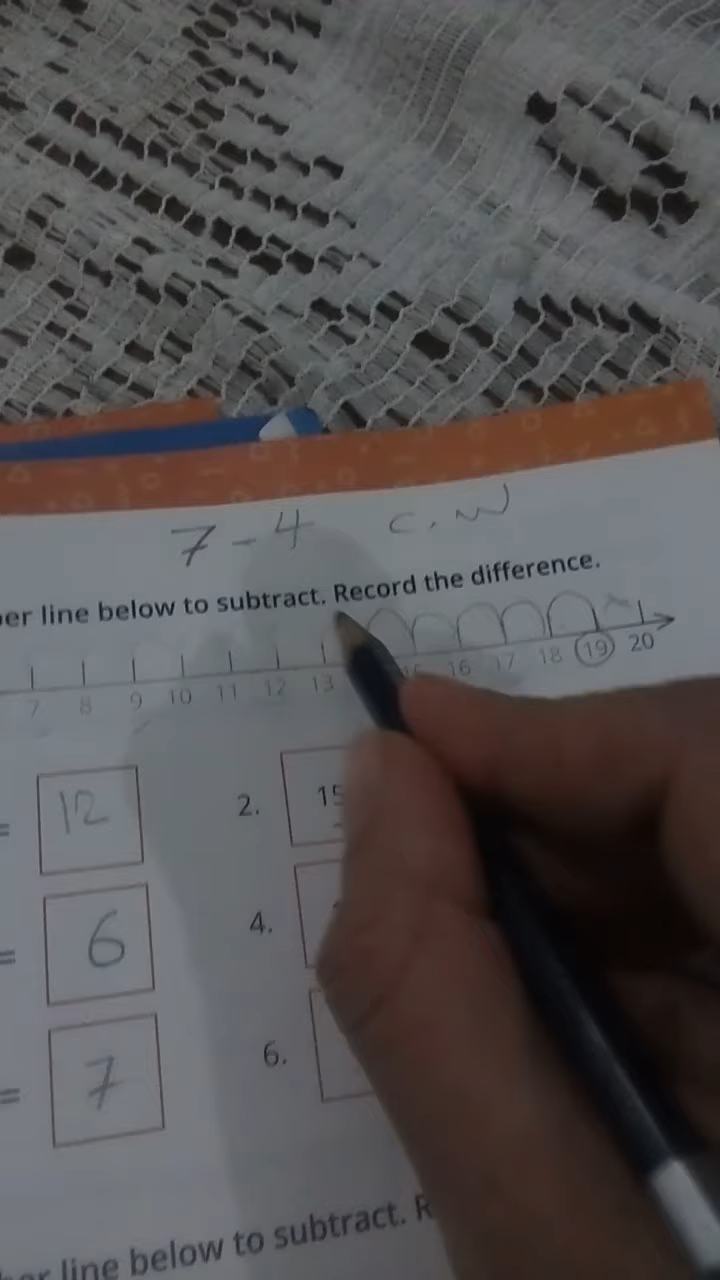 7-4 C.W
er line below to subtract. Record the difference.
7 8 9 10 11 12 13 15 16 17 18 19 20
= 12 2. 15
= 6 4.
= 7 6.
er line below to subtract. R